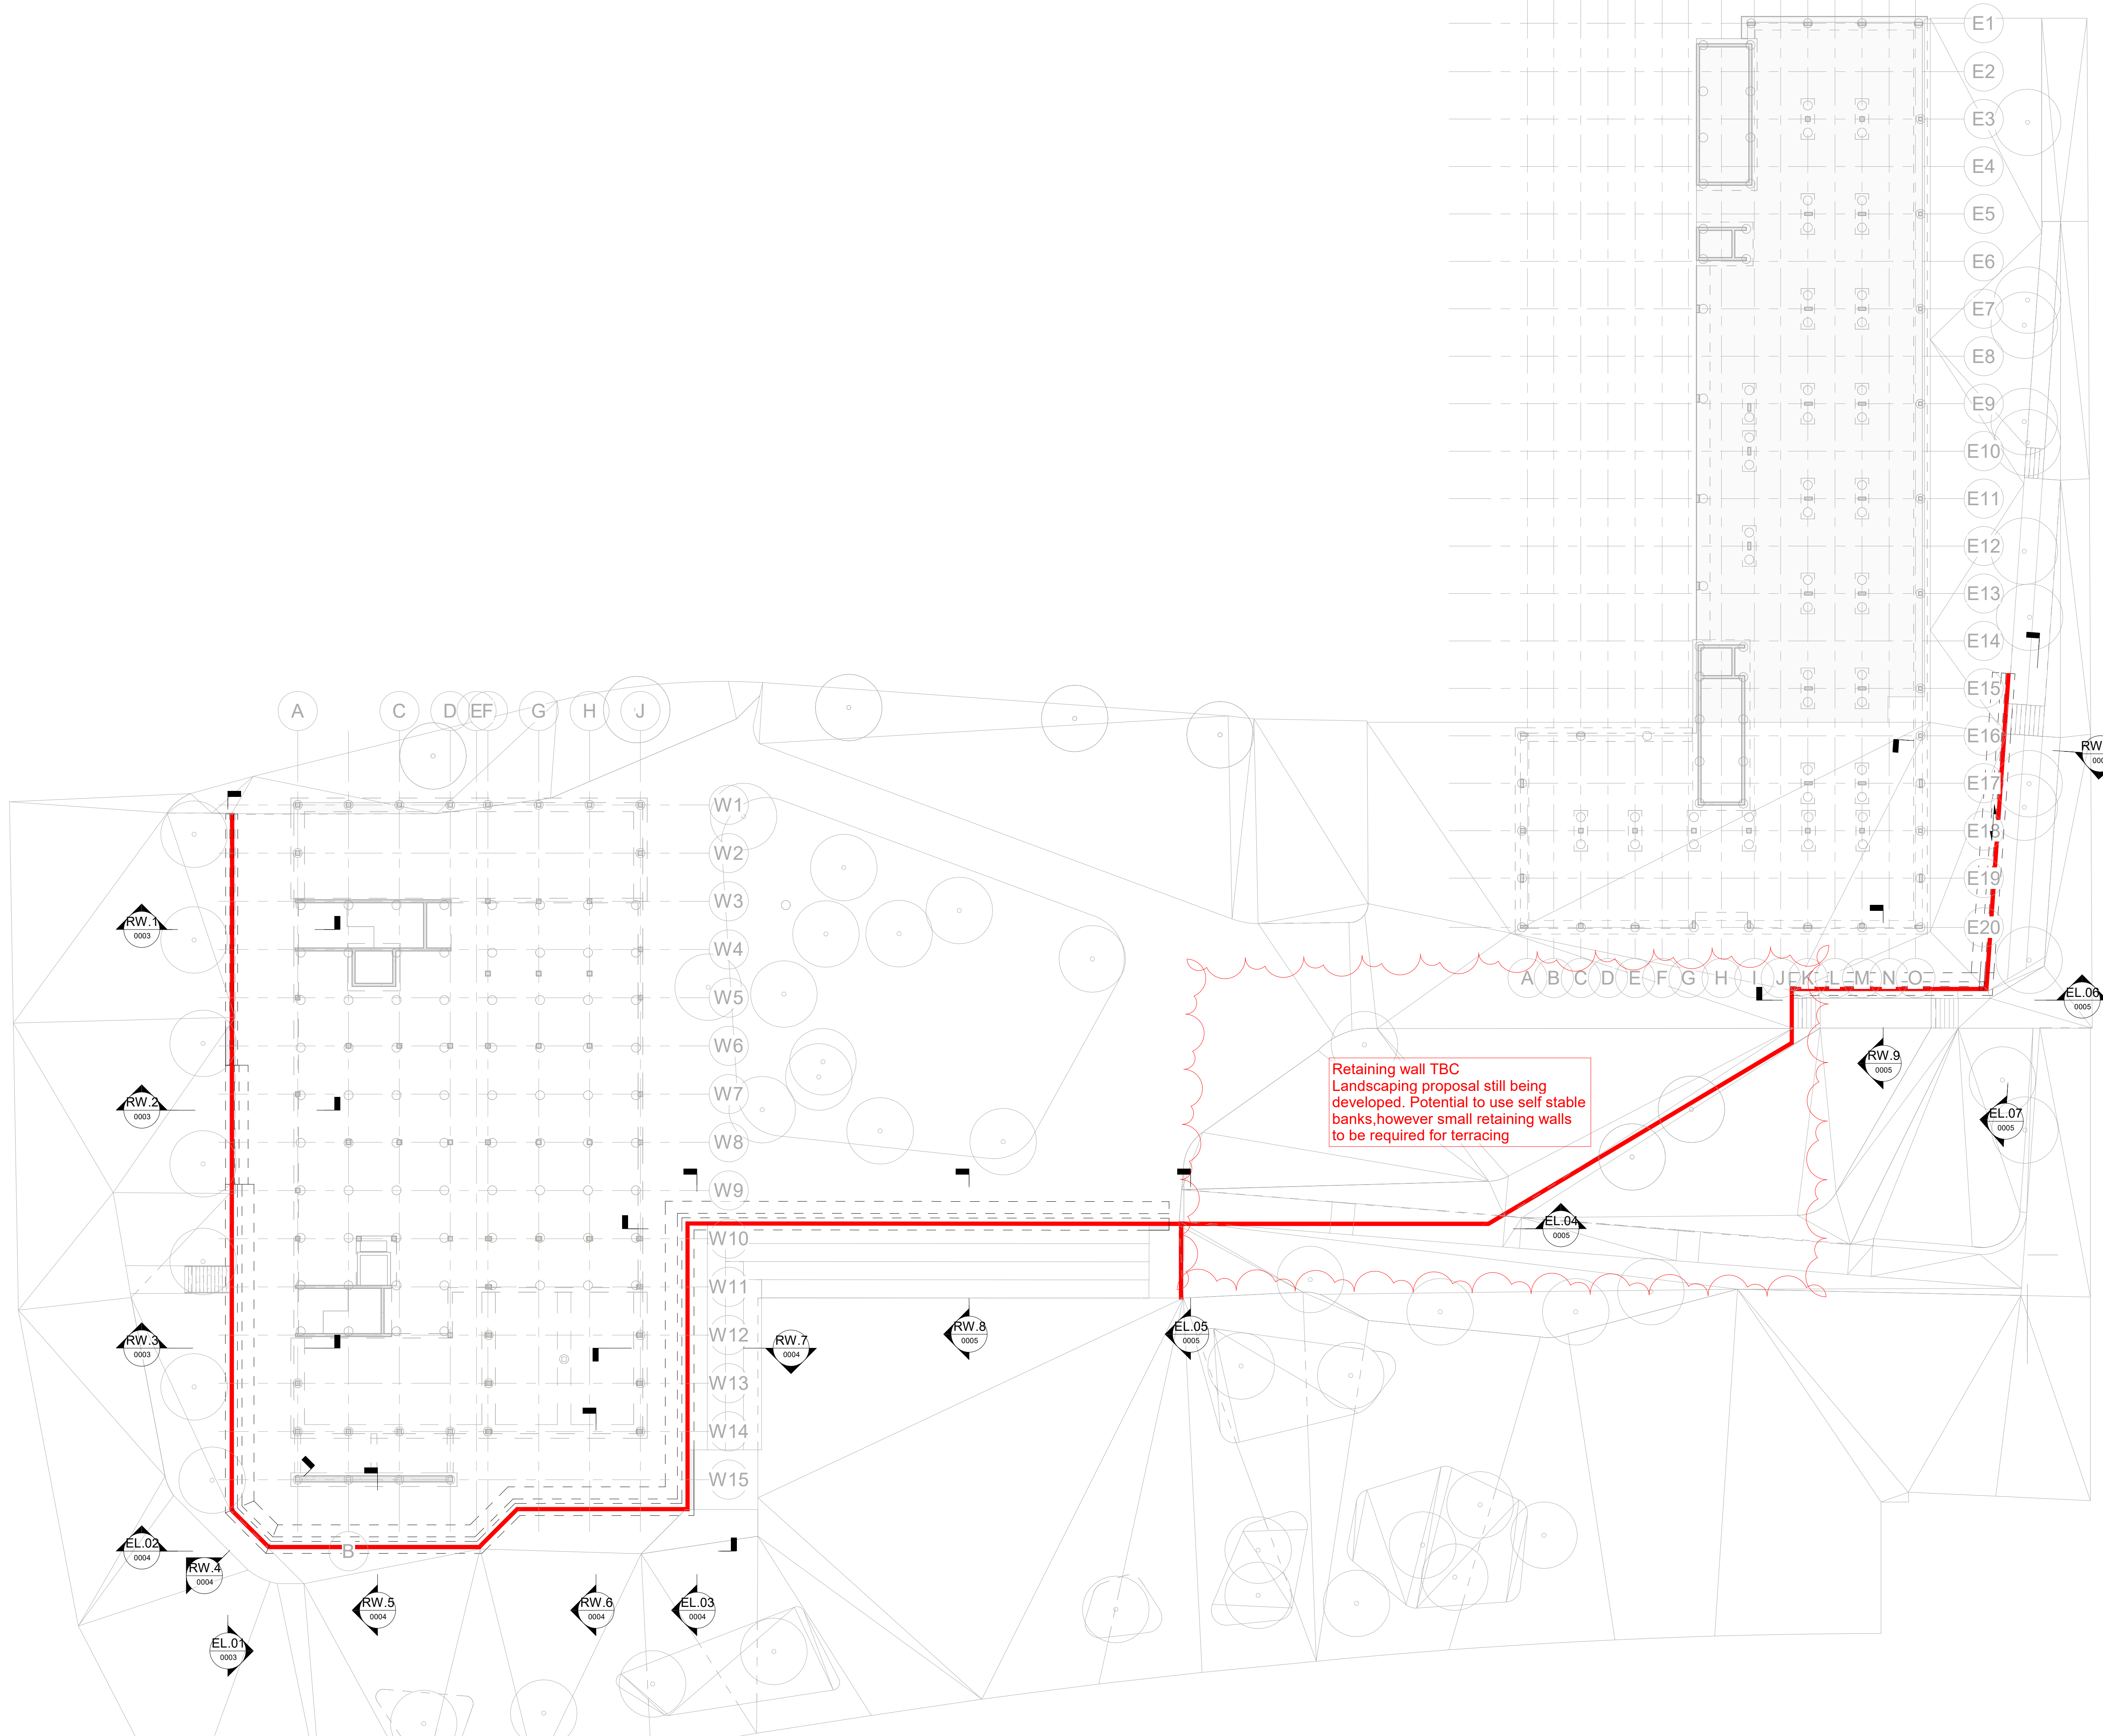 E1
E2
E3
E4
E5
E6
E7
E8
E9
E10
E11
E12
E13
E14
E15
E16
E17
E18
E19
E20
A B C D E F G H I J K L M N O
A C D E F G H J
W1
W2
W3
W4
W5
W6
W7
W8
W9
W10
W11
W12
W13
W14
W15
B
RW.1
0003
RW.2
0003
RW.3
0003
EL.02
0004
RW.4
0004
EL.01
0003
RW.5
0004
RW.6
0004
EL.03
0004
RW.7
0004
RW.8
0005
EL.05
0005
EL.04
0005
Retaining wall TBC
Landscaping proposal still being
developed. Potential to use self stable
banks,however small retaining walls
to be required for terracing
RW.9
0005
EL.07
0005
EL.06
0005